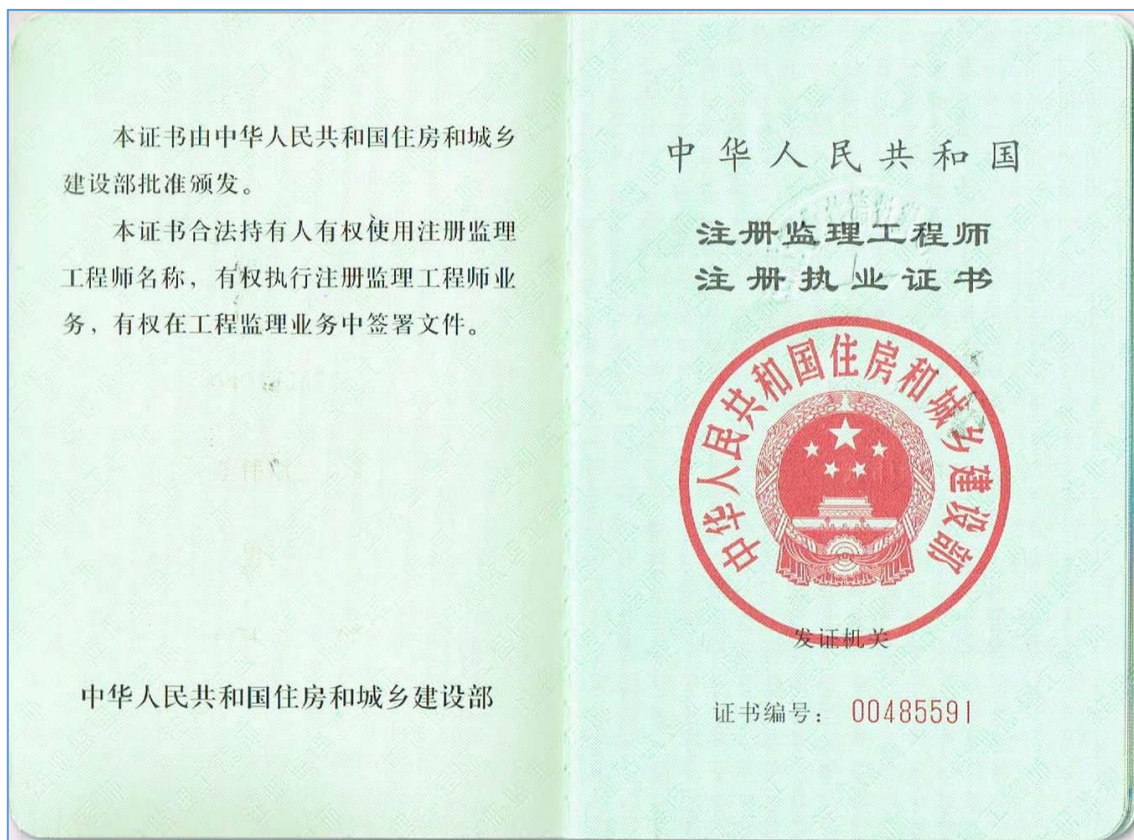 本证书由中华人民共和国住房和城乡
建设部批准颁发。
本证书合法持有人有权使用注册监理
工程师名称，有权执行注册监理工程师业
务，有权在工程监理业务中签署文件。
中华人民共和国住房和城乡建设部
中华人民共和国
注册监理工程师
注册执业证书
中华人民共和国住房和城乡建设部
发证机关
证书编号： 00485591